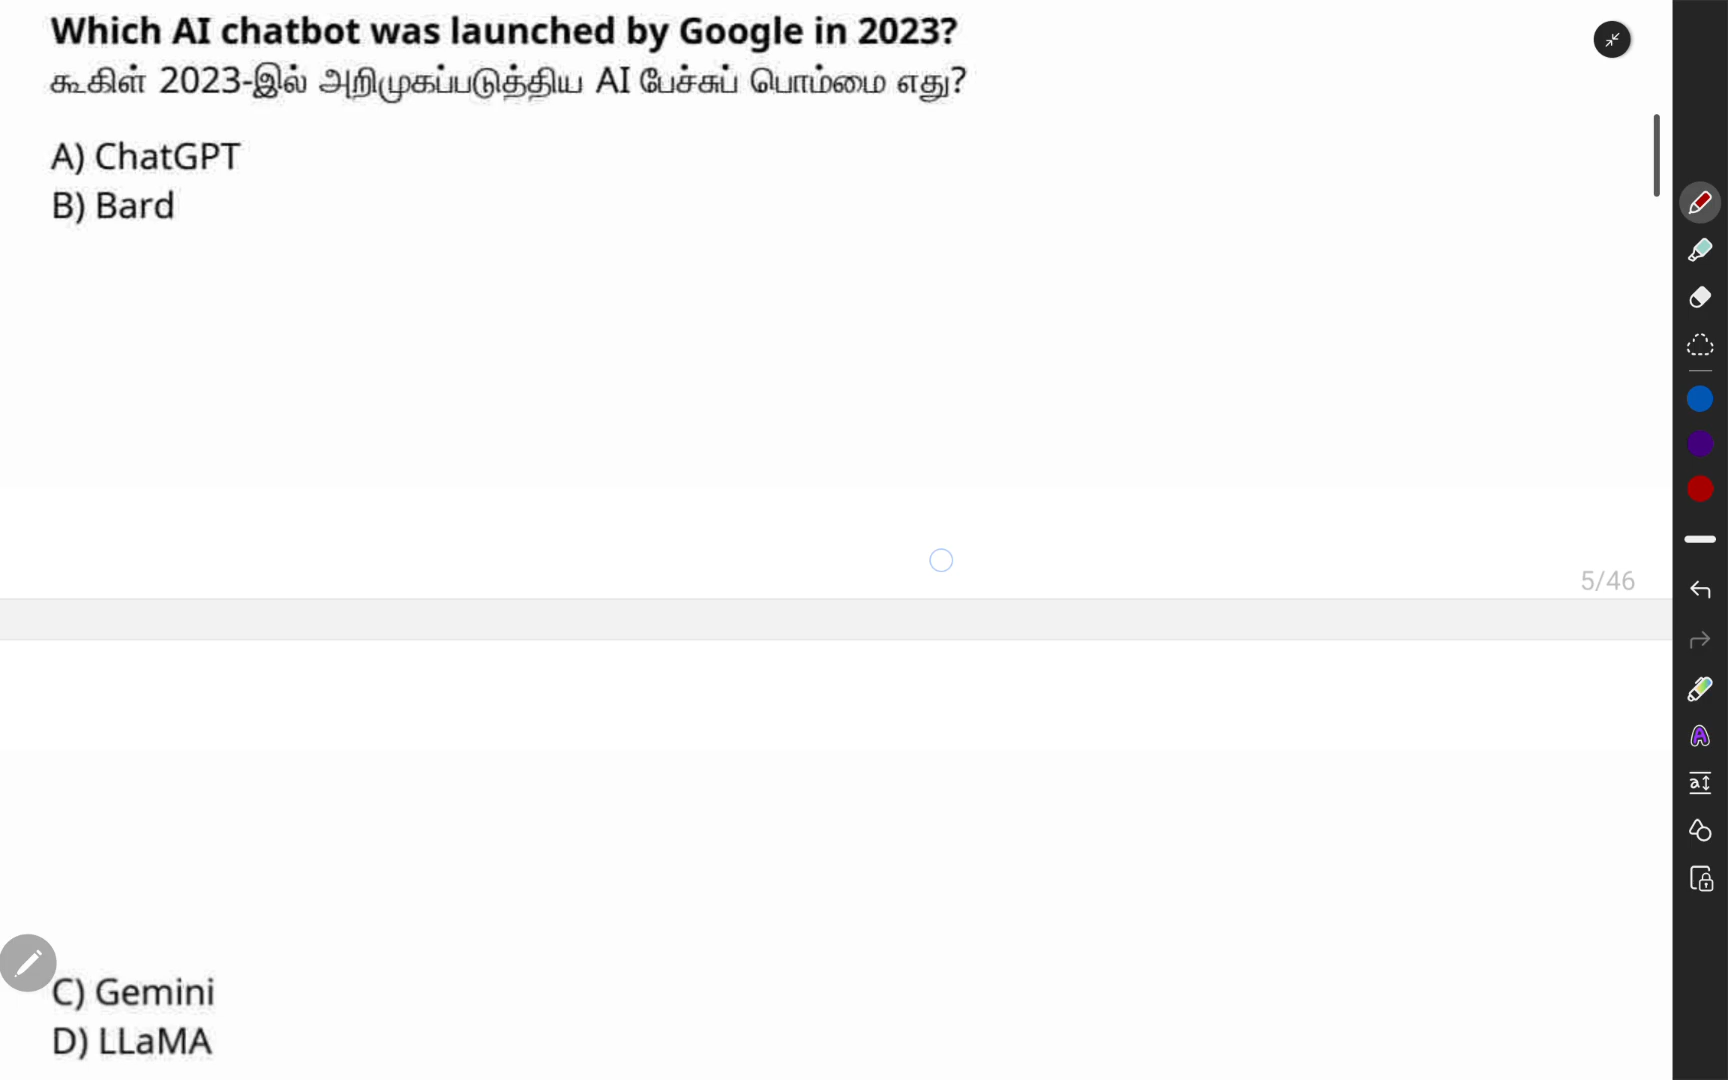 Which AI chatbot was launched by Google in 2023?
கூகிள் 2023-இல் அறிமுகப்படுத்திய AI பேச்சுப் பொம்மை எது?
A) ChatGPT
B) Bard
5/46
C) Gemini
D) LLaMA